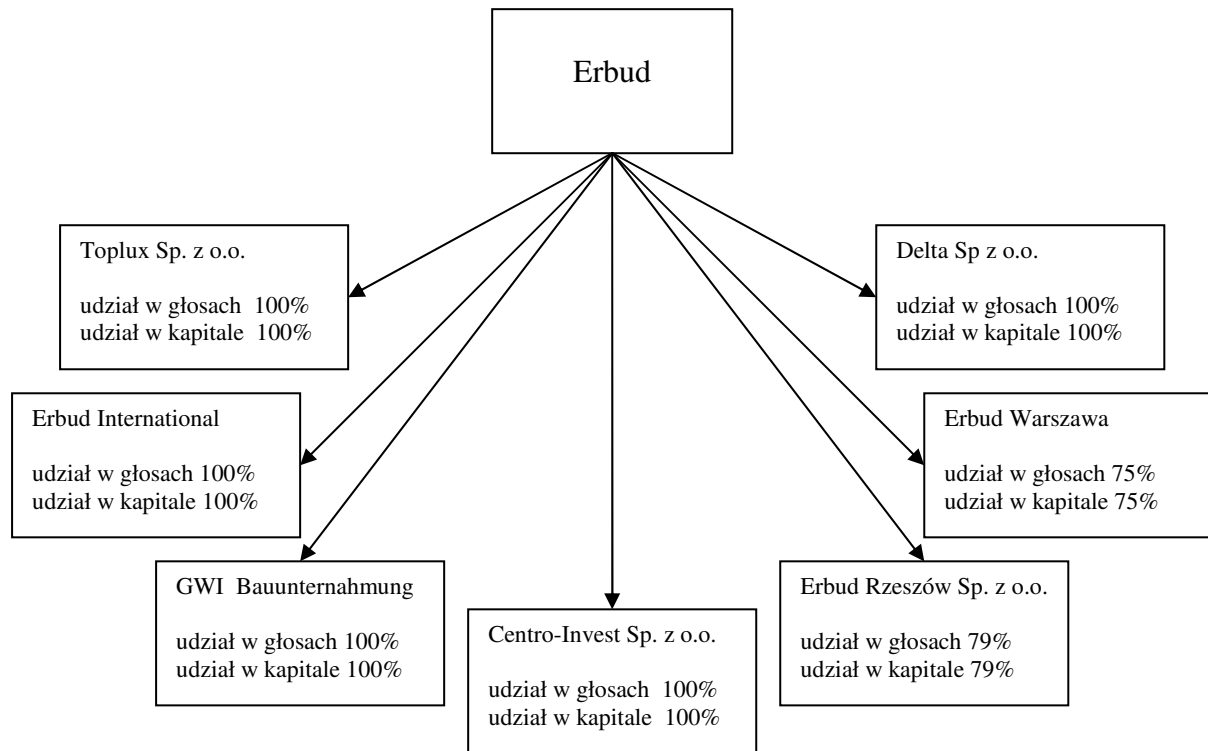 Erbud
Toplux Sp. z o.o.
udział w głosach 100%
udział w kapitale 100%
Delta Sp z o.o.
udział w głosach 100%
udział w kapitale 100%
Erbud International
udział w głosach 100%
udział w kapitale 100%
Erbud Warszawa
udział w głosach 75%
udział w kapitale 75%
GWI Bauunternahmung
udział w głosach 100%
udział w kapitale 100%
Centro-Invest Sp. z o.o.
udział w głosach 100%
udział w kapitale 100%
Erbud Rzeszów Sp. z o.o.
udział w głosach 79%
udział w kapitale 79%